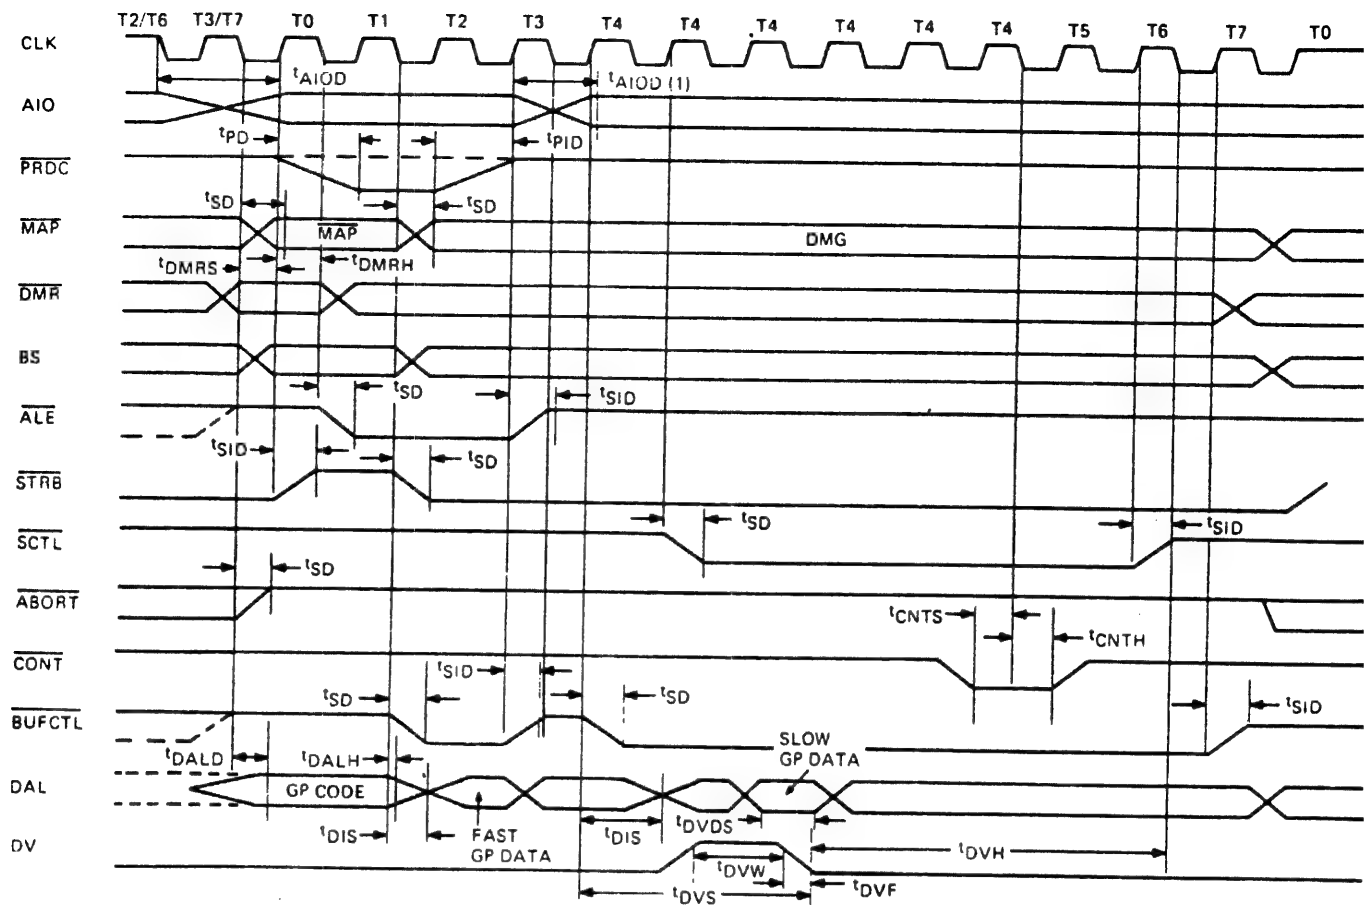 T2/T6 T3/T7 T0 T1 T2 T3 T4 T4 T4 T4 T4 T4 T5 T6 T7 T0
CLK
tAIOD tAIOD (1)
AIO
tPD tPID
PRDC
tSD tSD
MAP MAP DMG
tDMRS tDMRH
DMR
BS
tSD tSID
ALE
tSID tSD
STRB
tSD tSID
SCTL
tSD
ABORT
tCNTS tCNTH
CONT
tSID
tSD tSD tSID
BUFCTL
SLOW
GP DATA
tDALD tDALH
DAL GP CODE
tDIS FAST
GP DATA tDIS tDVDS
DV
tDVW tDVH
tDVS tDVF